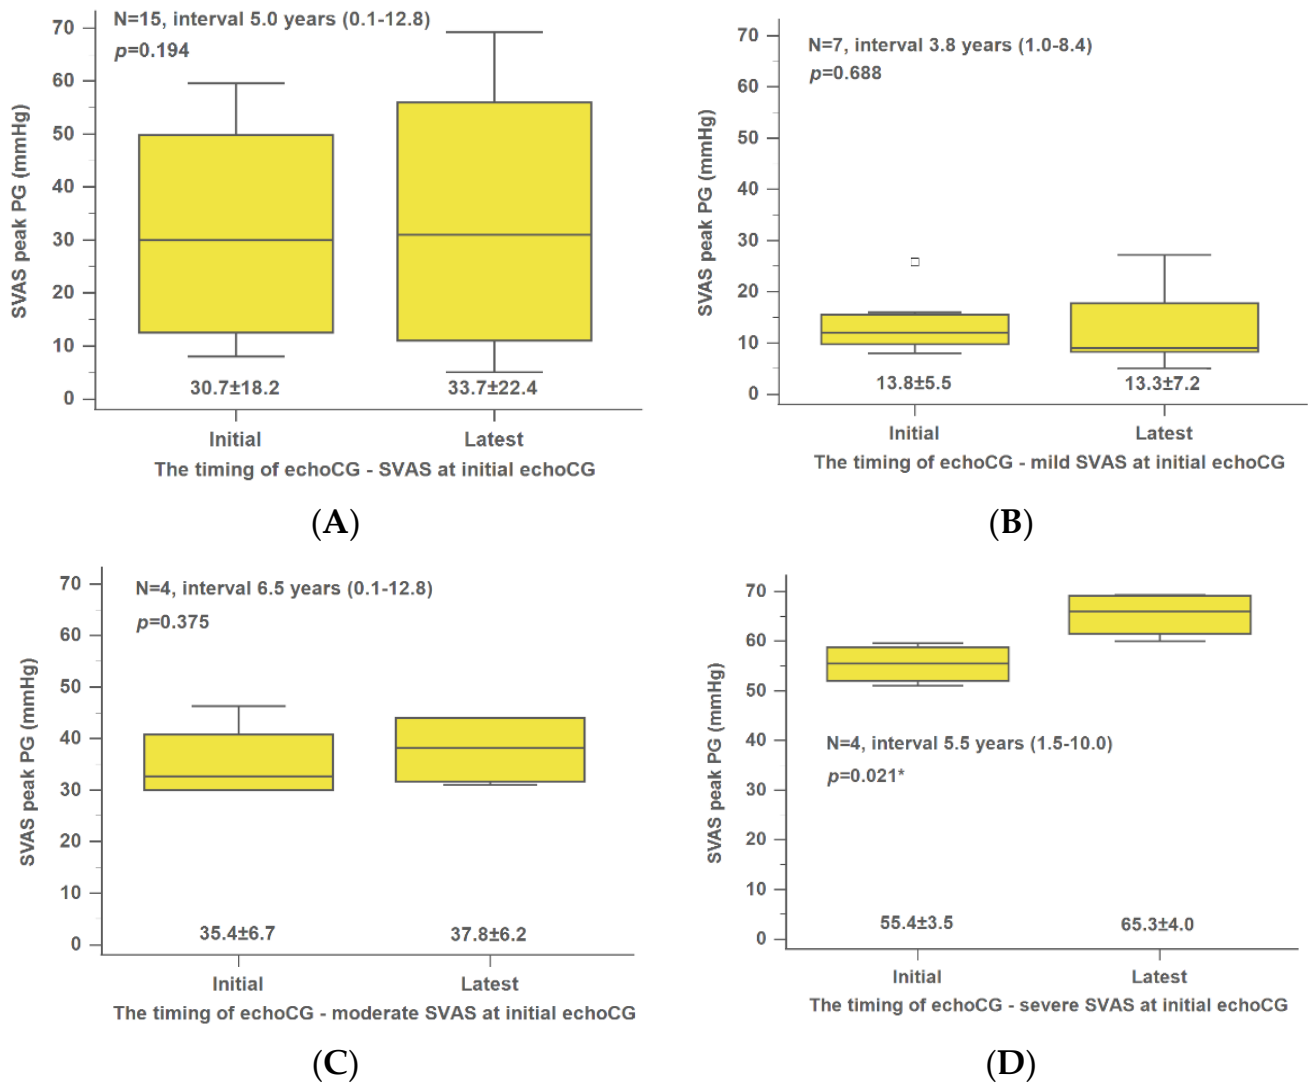 N=15, interval 5.0 years (0.1-12.8)
p=0.194
SVAS peak PG (mmHg)
70
60
50
40
30
20
10
0
30.7±18.2
33.7±22.4
Initial
Latest
The timing of echoCG - SVAS at initial echoCG
(A)
N=7, interval 3.8 years (1.0-8.4)
p=0.688
SVAS peak PG (mmHg)
70
60
50
40
30
20
10
0
13.8±5.5
13.3±7.2
Initial
Latest
The timing of echoCG - mild SVAS at initial echoCG
(B)
N=4, interval 6.5 years (0.1-12.8)
p=0.375
SVAS peak PG (mmHg)
70
60
50
40
30
20
10
0
35.4±6.7
37.8±6.2
Initial
Latest
The timing of echoCG - moderate SVAS at initial echoCG
(C)
SVAS peak PG (mmHg)
70
60
50
40
30
20
10
0
N=4, interval 5.5 years (1.5-10.0)
p=0.021*
55.4±3.5
65.3±4.0
Initial
Latest
The timing of echoCG - severe SVAS at initial echoCG
(D)